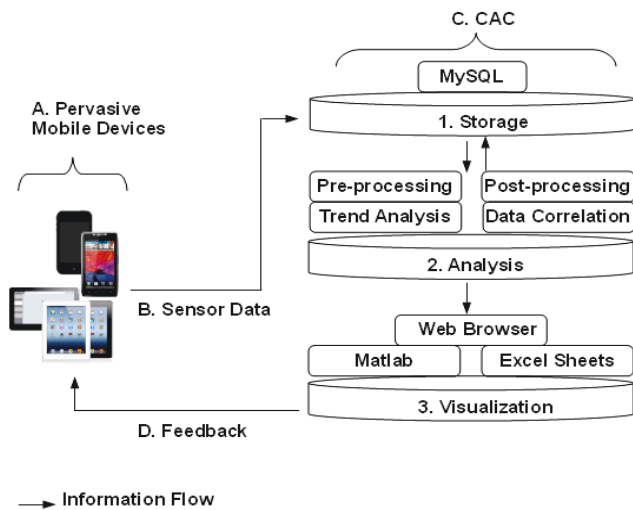 C. CAC
MySQL
A. Pervasive
Mobile Devices
1. Storage
Pre-processing
Post-processing
Trend Analysis
Data Correlation
2. Analysis
B. Sensor Data
Web Browser
Matlab
Excel Sheets
3. Visualization
D. Feedback
Information Flow